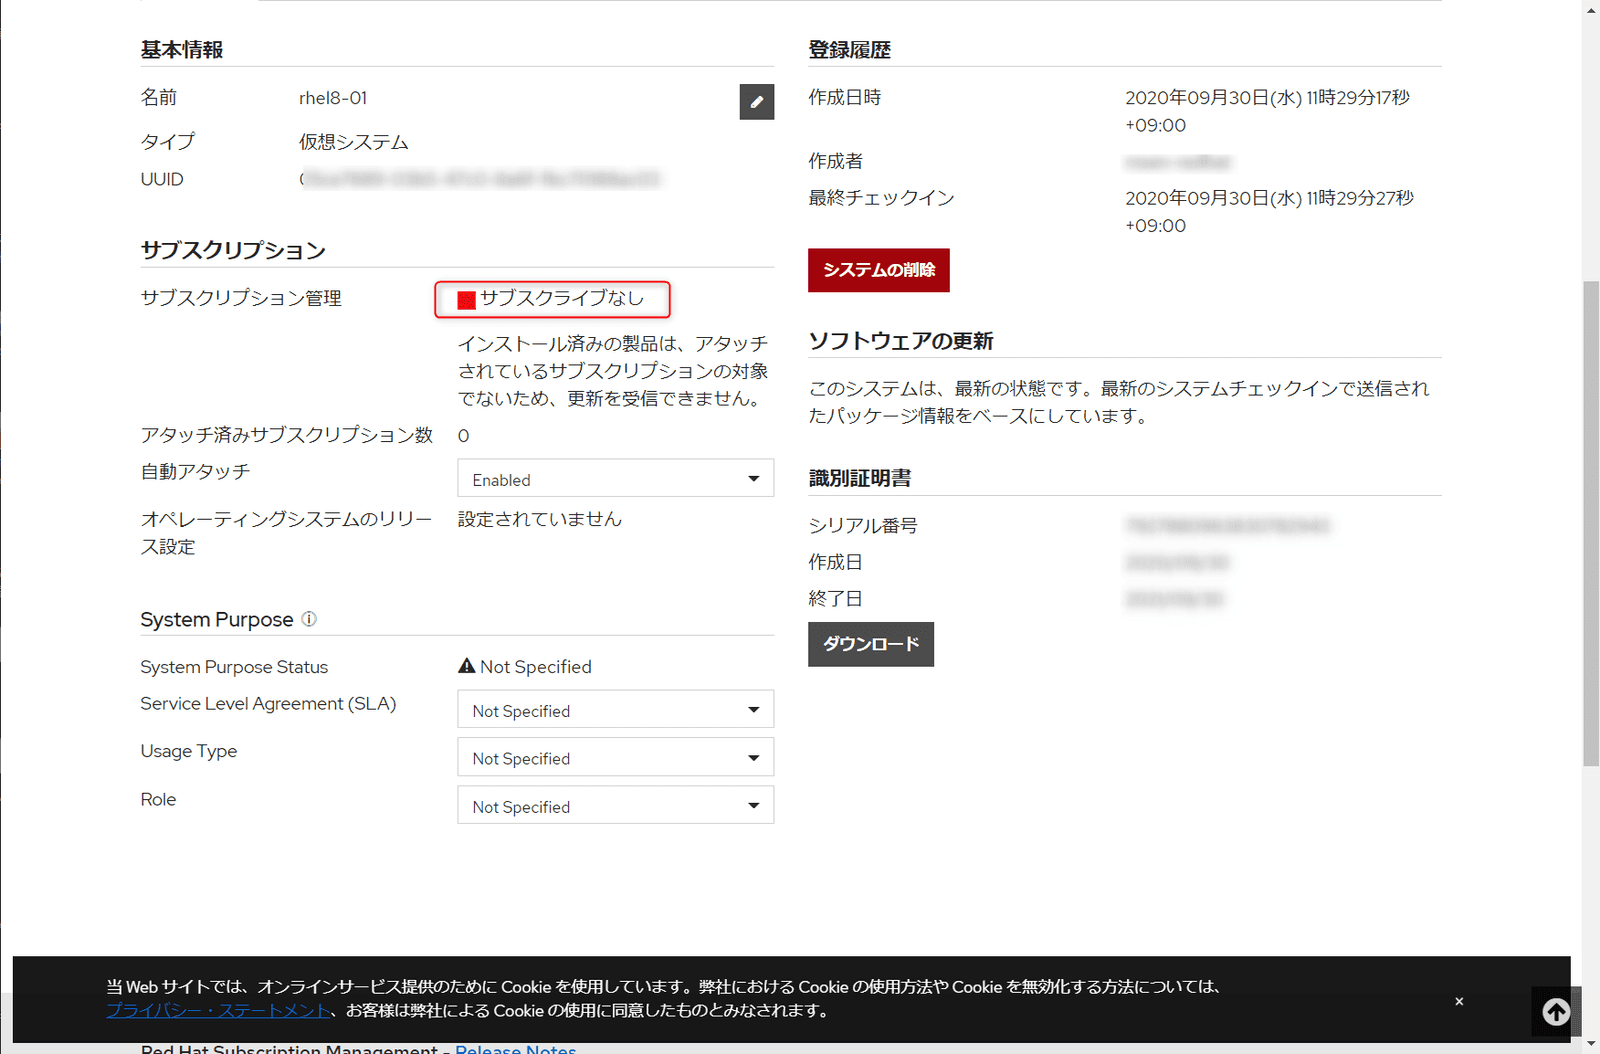 基本情報
名前 rhel8-01
タイプ 仮想システム
UUID
サブスクリプション
サブスクリプション管理 サブスクライブなし
インストール済みの製品は、アタッチ
されているサブスクリプションの対象
でないため、更新を受信できません。
アタッチ済みサブスクリプション数 0
自動アタッチ Enabled
オペレーティングシステムのリリー 設定されていません
ス設定
System Purpose
System Purpose Status Not Specified
Service Level Agreement (SLA) Not Specified
Usage Type Not Specified
Role Not Specified
登録履歴
作成日時 2020年09月30日(水) 11時29分17秒
+09:00
作成者
最終チェックイン 2020年09月30日(水) 11時29分27秒
+09:00
システムの削除
ソフトウェアの更新
このシステムは、最新の状態です。最新のシステムチェックインで送信され
たパッケージ情報をベースにしています。
識別証明書
シリアル番号
作成日
終了日
ダウンロード
当 Web サイトでは、オンラインサービス提供のために Cookie を使用しています。弊社における Cookie の使用方法や Cookie を無効化する方法については、
プライバシー・ステートメント、お客様は弊社による Cookie の使用に同意したものとみなされます。
×
Red Hat Subscription Management - Release Notes